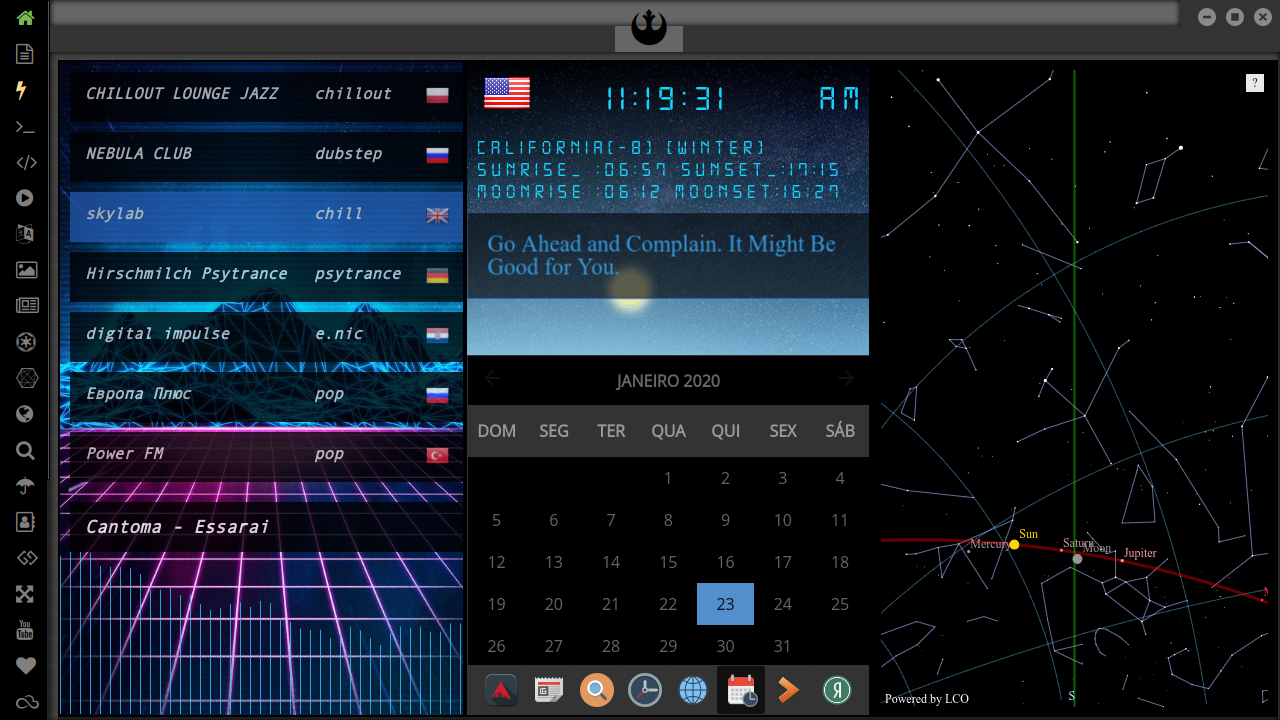 CHILLOUT LOUNGE JAZZ chillout
NEBULA CLUB dubstep
skylab chill
Hirschmilch Psytrance psytrance
digital impulse e.nic
Европа Плюс pop
Power FM pop
Cantoma - Essarai
11:19:31 AM
CALIFORNIA(-8) (WINTER)
SUNRISE_ :06:57 SUNSET_:17:15
MOONRISE :06:12 MOONSET:16:27
Go Ahead and Complain. It Might Be
Good for You.
JANEIRO 2020
DOM SEG TER QUA QUI SEX SÁB
1 2 3 4
5 6 7 8 9 10 11
12 13 14 15 16 17 18
19 20 21 22 23 24 25
26 27 28 29 30 31
?
Sun
Mercury
Saturn
Moon
Jupiter
S
Powered by LCO
You
Tube
Я